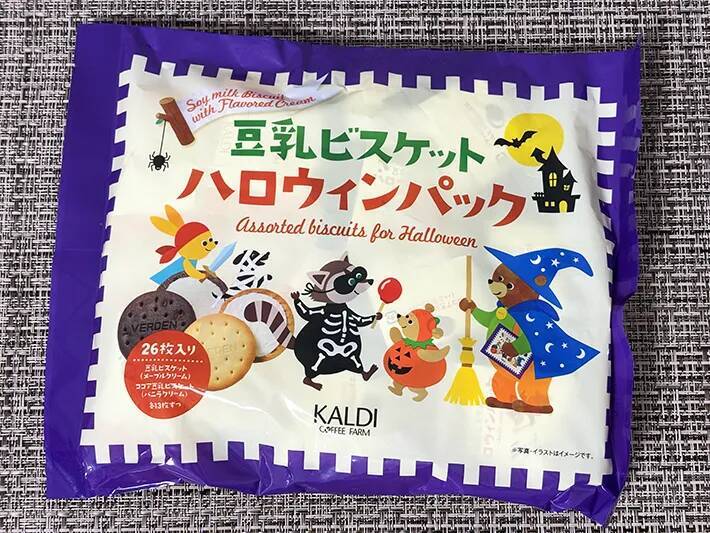 Soy milk Biscuit
with Flavored Cream
豆乳ビスケット
ハロウィンパック
Assorted biscuits for Halloween
VERDEN
26枚入り
豆乳ビスケット
(メープルクリーム)
ココア豆乳ビスケット
(バニラクリーム)
各13枚ずつ
KALDI
COFFEE FARM
※写真・イラストはイメージです。